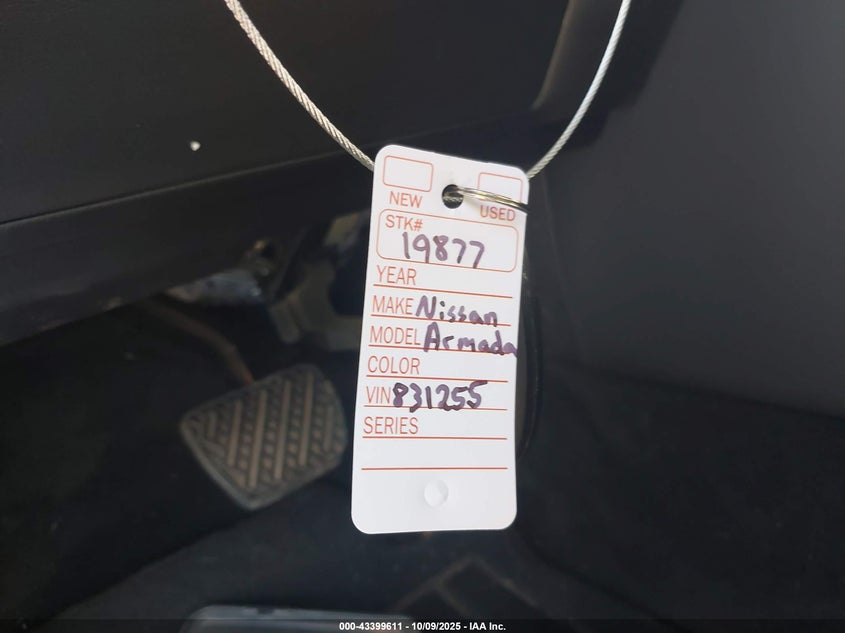 NEW USED
STK#
19877
YEAR
MAKE Nissan
MODEL Armada
COLOR
VIN 831255
SERIES
000-43399611 - 10/09/2025 - IAA Inc.